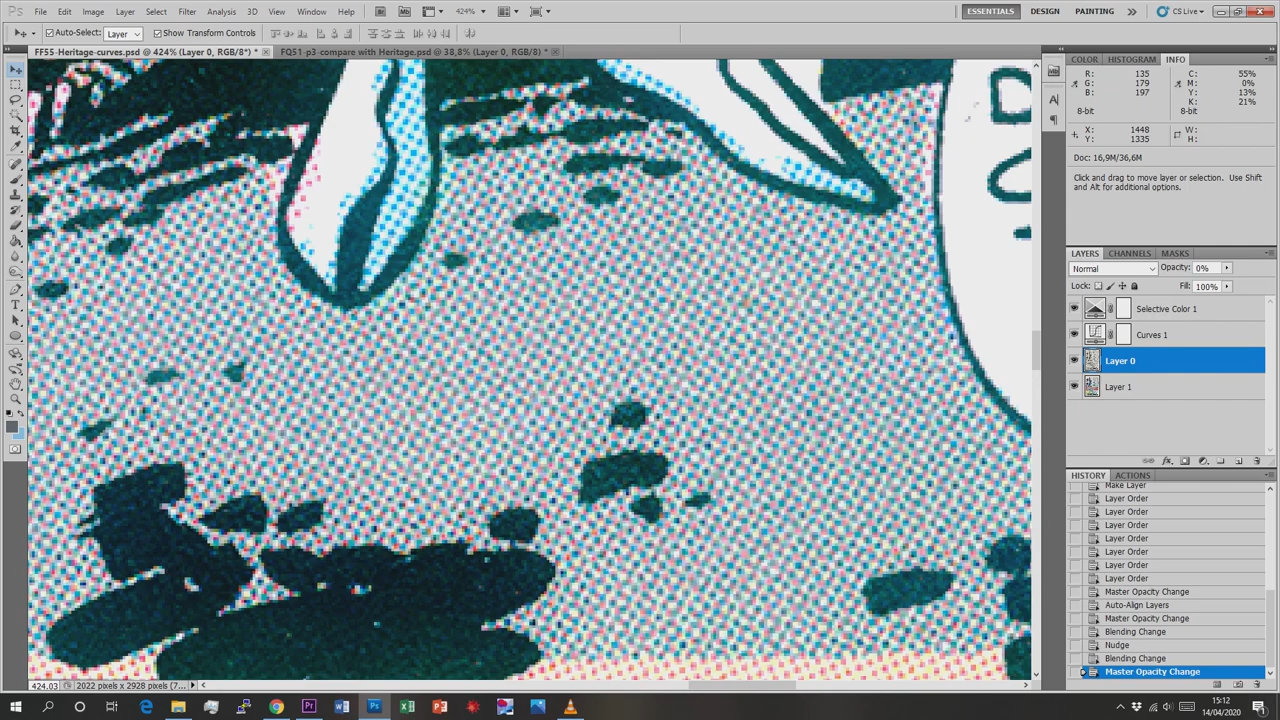 Ps File Edit Image Layer Select Filter Analysis 3D View Window Help Br Mb 424% ESSENTIALS DESIGN PAINTING CS Live
Auto-Select: Layer Show Transform Controls
FF55-Heritage-curves.psd @ 424% (Layer 0, RGB/8*) * FQ51-p3-compare with Heritage.psd @ 38,8% (Layer 0, RGB/8) *
COLOR HISTOGRAM INFO
R: 135 C: 55%
G: 179 M: 0%
B: 197 Y: 13%
K: 21%
8-bit 8-bit
X: 1448 W:
Y: 1335 H:
Doc: 16,9M/36,6M
Click and drag to move layer or selection. Use Shift
and Alt for additional options.
LAYERS CHANNELS MASKS
Normal Opacity: 0%
Lock: Fill: 100%
Selective Color 1
Curves 1
Layer 0
Layer 1
HISTORY ACTIONS
Make Layer
Layer Order
Layer Order
Layer Order
Layer Order
Layer Order
Layer Order
Layer Order
Master Opacity Change
Auto-Align Layers
Master Opacity Change
Blending Change
Nudge
Blending Change
Master Opacity Change
424.03 2022 pixels x 2928 pixels (7...
15:12
14/04/2020